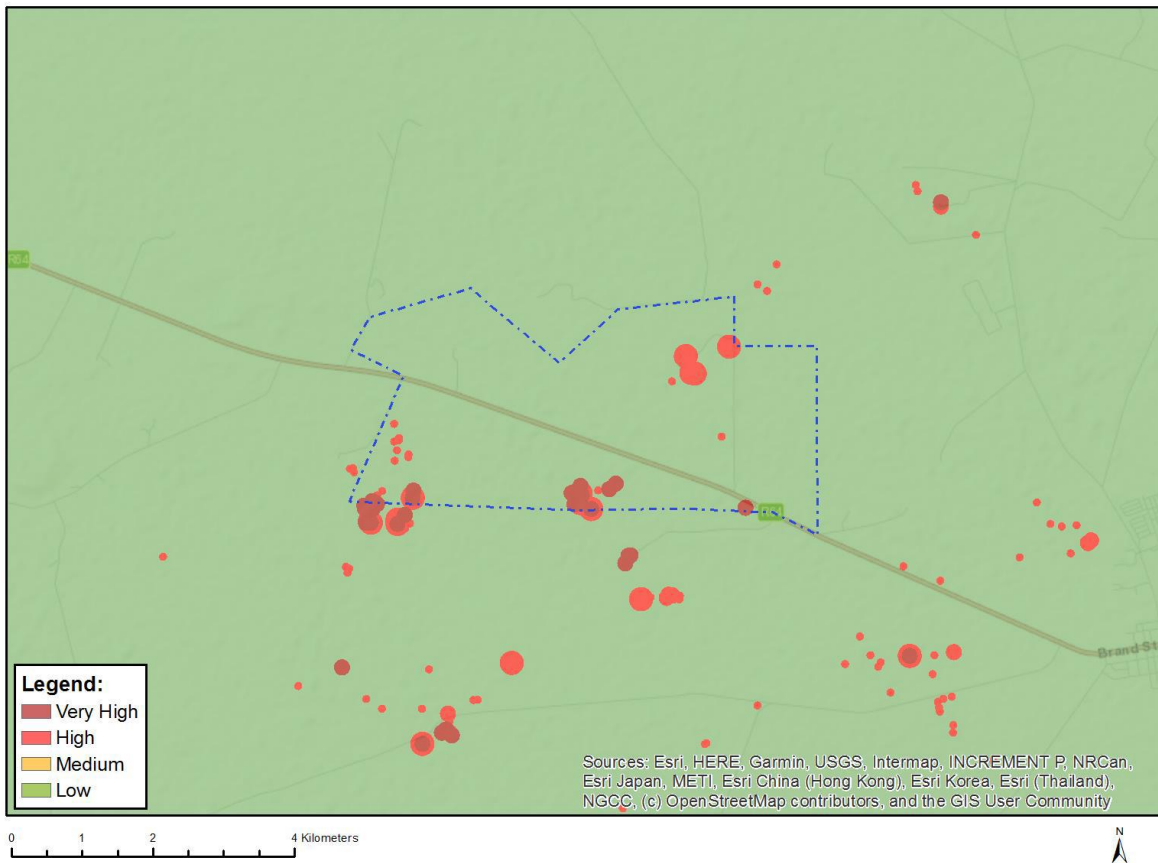 R64
Brand St
Legend:
Very High
High
Medium
Low
Sources: Esri, HERE, Garmin, USGS, Intermap, INCREMENT P, NRCan,
Esri Japan, METI, Esri China (Hong Kong), Esri Korea, Esri (Thailand),
NGCC, (c) OpenStreetMap contributors, and the GIS User Community
0 1 2 4 Kilometers
N